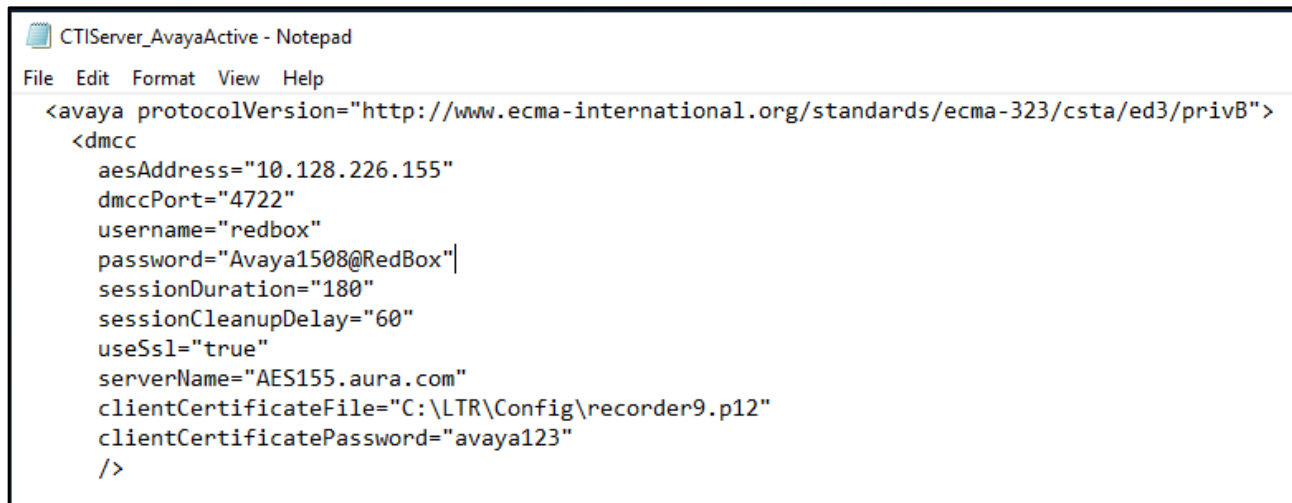 CTIServer_AvayaActive - Notepad
File Edit Format View Help
<avaya protocolVersion="http://www.ecma-international.org/standards/ecma-323/csta/ed3/privB">
<dmcc
aesAddress="10.128.226.155"
dmccPort="4722"
username="redbox"
password="Avaya1508@RedBox"
sessionDuration="180"
sessionCleanupDelay="60"
useSsl="true"
serverName="AES155.aura.com"
clientCertificateFile="C:\LTR\Config\recorder9.p12"
clientCertificatePassword="avaya123"
/>